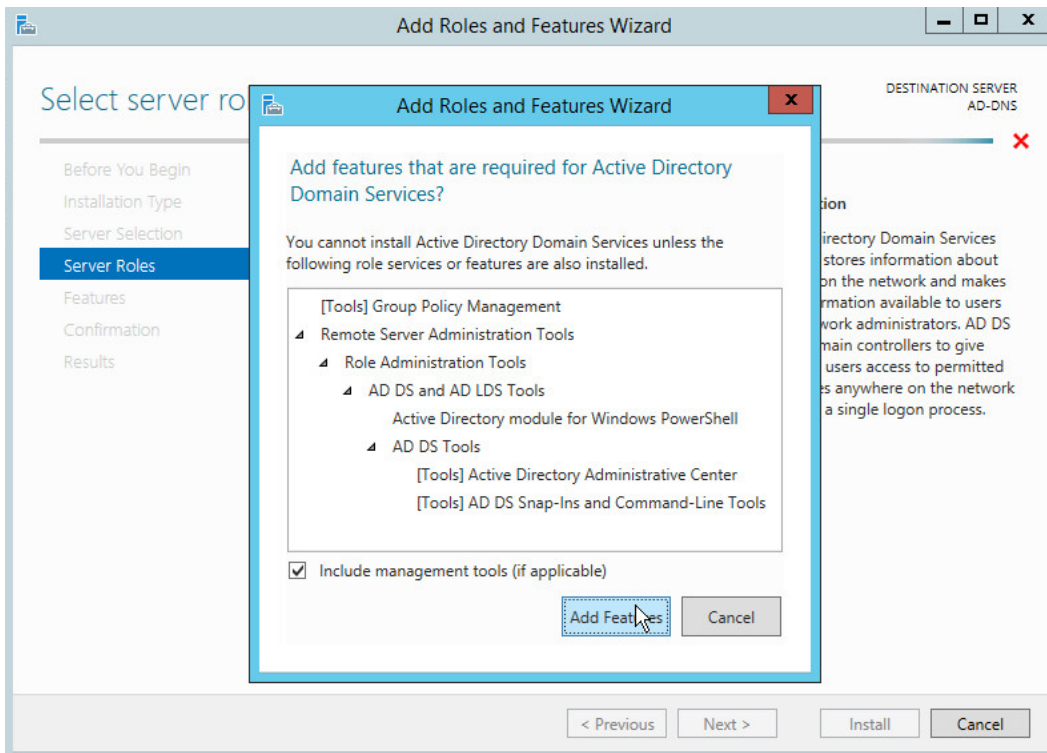 Add Roles and Features Wizard
Select server ro
DESTINATION SERVER
AD-DNS
Before You Begin
Installation Type
Server Selection
Server Roles
Features
Confirmation
Results
Add Roles and Features Wizard
Add features that are required for Active Directory
Domain Services?
You cannot install Active Directory Domain Services unless the
following role services or features are also installed.
[Tools] Group Policy Management
Remote Server Administration Tools
Role Administration Tools
AD DS and AD LDS Tools
Active Directory module for Windows PowerShell
AD DS Tools
[Tools] Active Directory Administrative Center
[Tools] AD DS Snap-Ins and Command-Line Tools
Include management tools (if applicable)
Add Features
Cancel
tion
irectory Domain Services
stores information about
on the network and makes
rmation available to users
work administrators. AD DS
main controllers to give
users access to permitted
es anywhere on the network
a single logon process.
< Previous
Next >
Install
Cancel